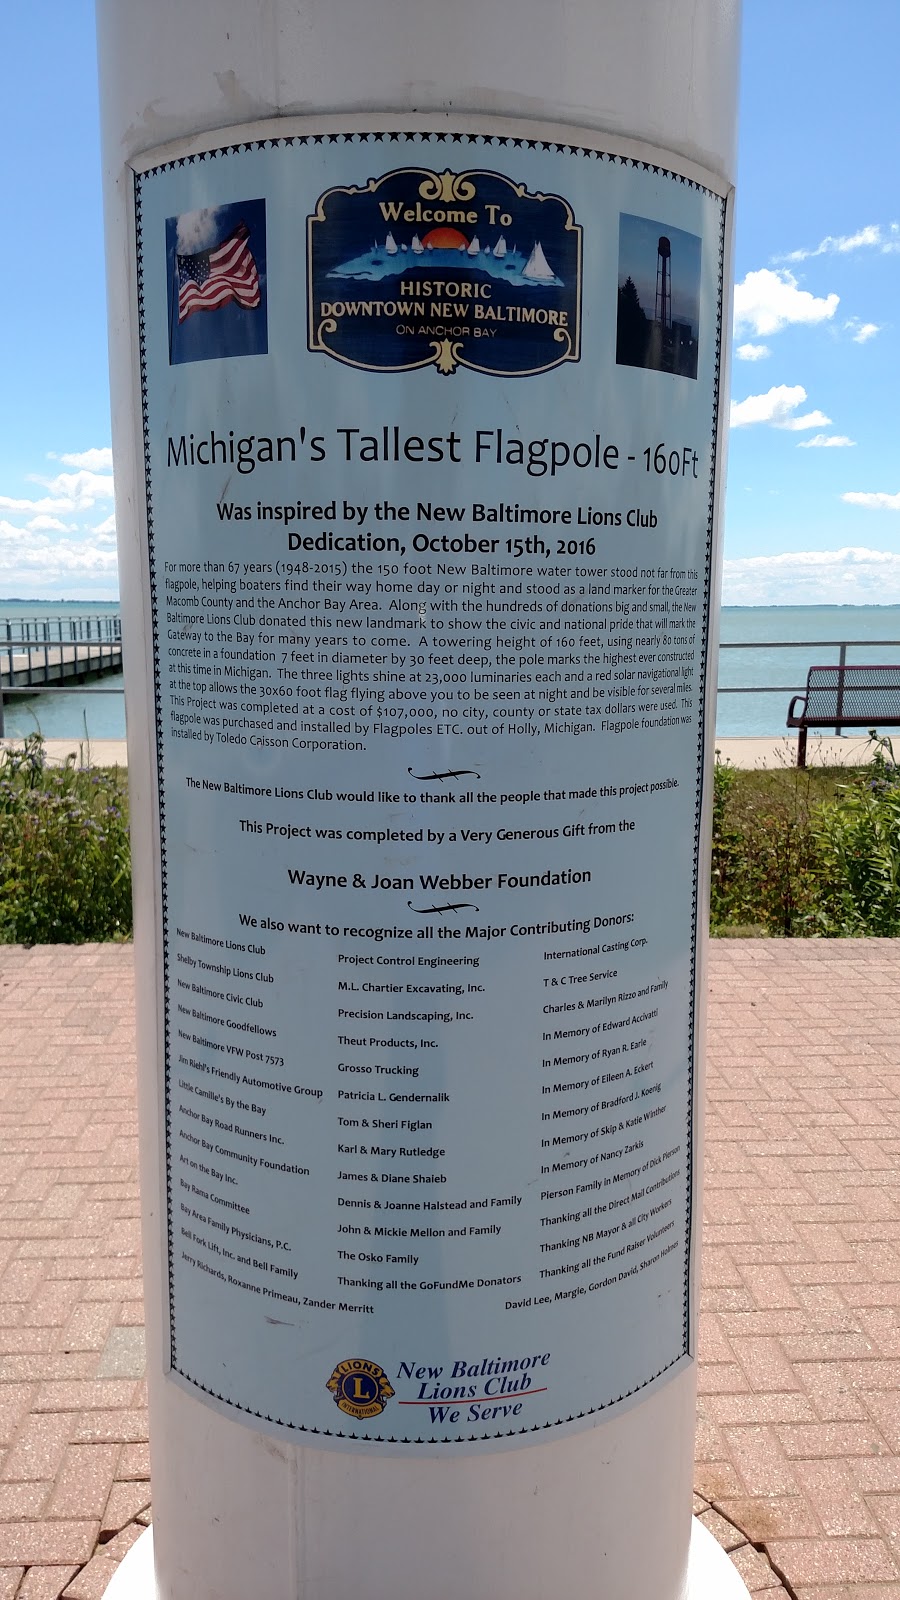 Welcome To
HISTORIC
DOWNTOWN NEW BALTIMORE
ON ANCHOR BAY
Michigan's Tallest Flagpole - 160Ft
Was inspired by the New Baltimore Lions Club
Dedication, October 15th, 2016
For more than 67 years (1948-2015) the 150 foot New Baltimore water tower stood not far from this
flagpole, helping boaters find their way home day or night and stood as a land marker for the Greater
Macomb County and the Anchor Bay Area. Along with the hundreds of donations big and small, the New
Baltimore Lions Club donated this new landmark to show the civic and national pride that will mark the
Gateway to the Bay for many years to come. A towering height of 160 feet, using nearly 80 tons of
concrete in a foundation 7 feet in diameter by 30 feet deep, the pole marks the highest ever constructed
at this time in Michigan. The three lights shine at 23,000 luminaries each and a red solar navigational light
at the top allows the 30x60 foot flag flying above you to be seen at night and be visible for several miles.
This Project was completed at a cost of $107,000, no city, county or state tax dollars were used. This
flagpole was purchased and installed by Flagpoles ETC. out of Holly, Michigan. Flagpole foundation was
installed by Toledo Caisson Corporation.
The New Baltimore Lions Club would like to thank all the people that made this project possible.
This Project was completed by a Very Generous Gift from the
Wayne & Joan Webber Foundation
We also want to recognize all the Major Contributing Donors:
New Baltimore Lions Club
Shelby Township Lions Club
New Baltimore Civic Club
New Baltimore Goodfellows
New Baltimore VFW Post 7573
Jim Riehl's Friendly Automotive Group
Little Camille's By the Bay
Anchor Bay Road Runners Inc.
Anchor Bay Community Foundation
Art on the Bay Inc.
Bay Rama Committee
Bay Area Family Physicians, P.C.
Bell Fork Lift, Inc. and Bell Family
Jerry Richards, Roxanne Primeau, Zander Merritt
Project Control Engineering
M.L. Chartier Excavating, Inc.
Precision Landscaping, Inc.
Theut Products, Inc.
Grosso Trucking
Patricia L. Gendernalik
Tom & Sheri Figlan
Karl & Mary Rutledge
James & Diane Shaieb
Dennis & Joanne Halstead and Family
John & Mickie Mellon and Family
The Osko Family
Thanking all the GoFundMe Donators
International Casting Corp.
T & C Tree Service
Charles & Marilyn Rizzo and Family
In Memory of Edward Accivatti
In Memory of Ryan R. Earle
In Memory of Eileen A. Eckert
In Memory of Bradford J. Koenig
In Memory of Skip & Katie Winther
In Memory of Nancy Zarkis
Pierson Family in Memory of Dick Pierson
Thanking all the Direct Mail Contributions
Thanking NB Mayor & all City Workers
Thanking all the Fund Raiser Volunteers
David Lee, Margie, Gordon David, Sharon Holmes
LIONS
L
INTERNATIONAL
New Baltimore
Lions Club
We Serve